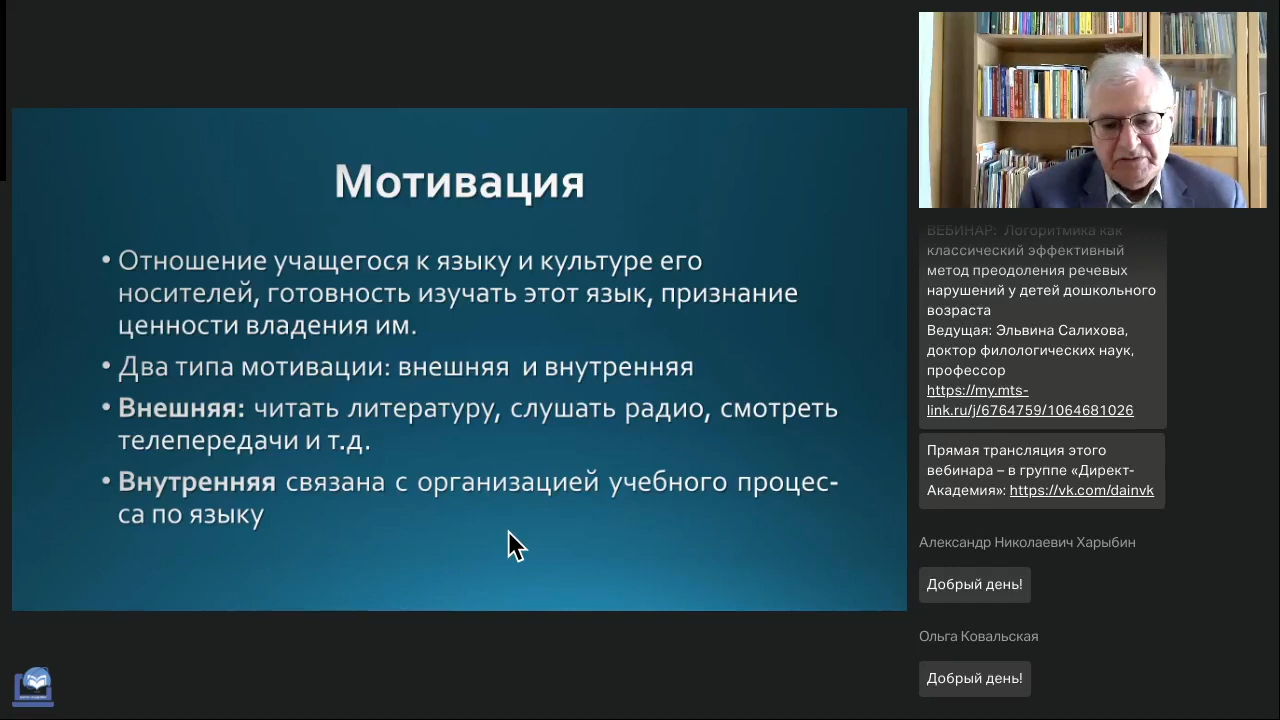 Мотивация
• Отношение учащегося к языку и культуре его
носителей, готовность изучать этот язык, признание
ценности владения им.
• Два типа мотивации: внешняя и внутренняя
• Внешняя: читать литературу, слушать радио, смотреть
телепередачи и т.д.
• Внутренняя связана с организацией учебного процес-
са по языку
ВЕБИНАР: Логоритмика как
классический эффективный
метод преодоления речевых
нарушений у детей дошкольного
возраста
Ведущая: Эльвина Салихова,
доктор филологических наук,
профессор
https://my.mts-
link.ru/j/6764759/1064681026
Прямая трансляция этого
вебинара – в группе «Директ-
Академия»: https://vk.com/dainvk
Александр Николаевич Харыбин
Добрый день!
Ольга Ковальская
Добрый день!